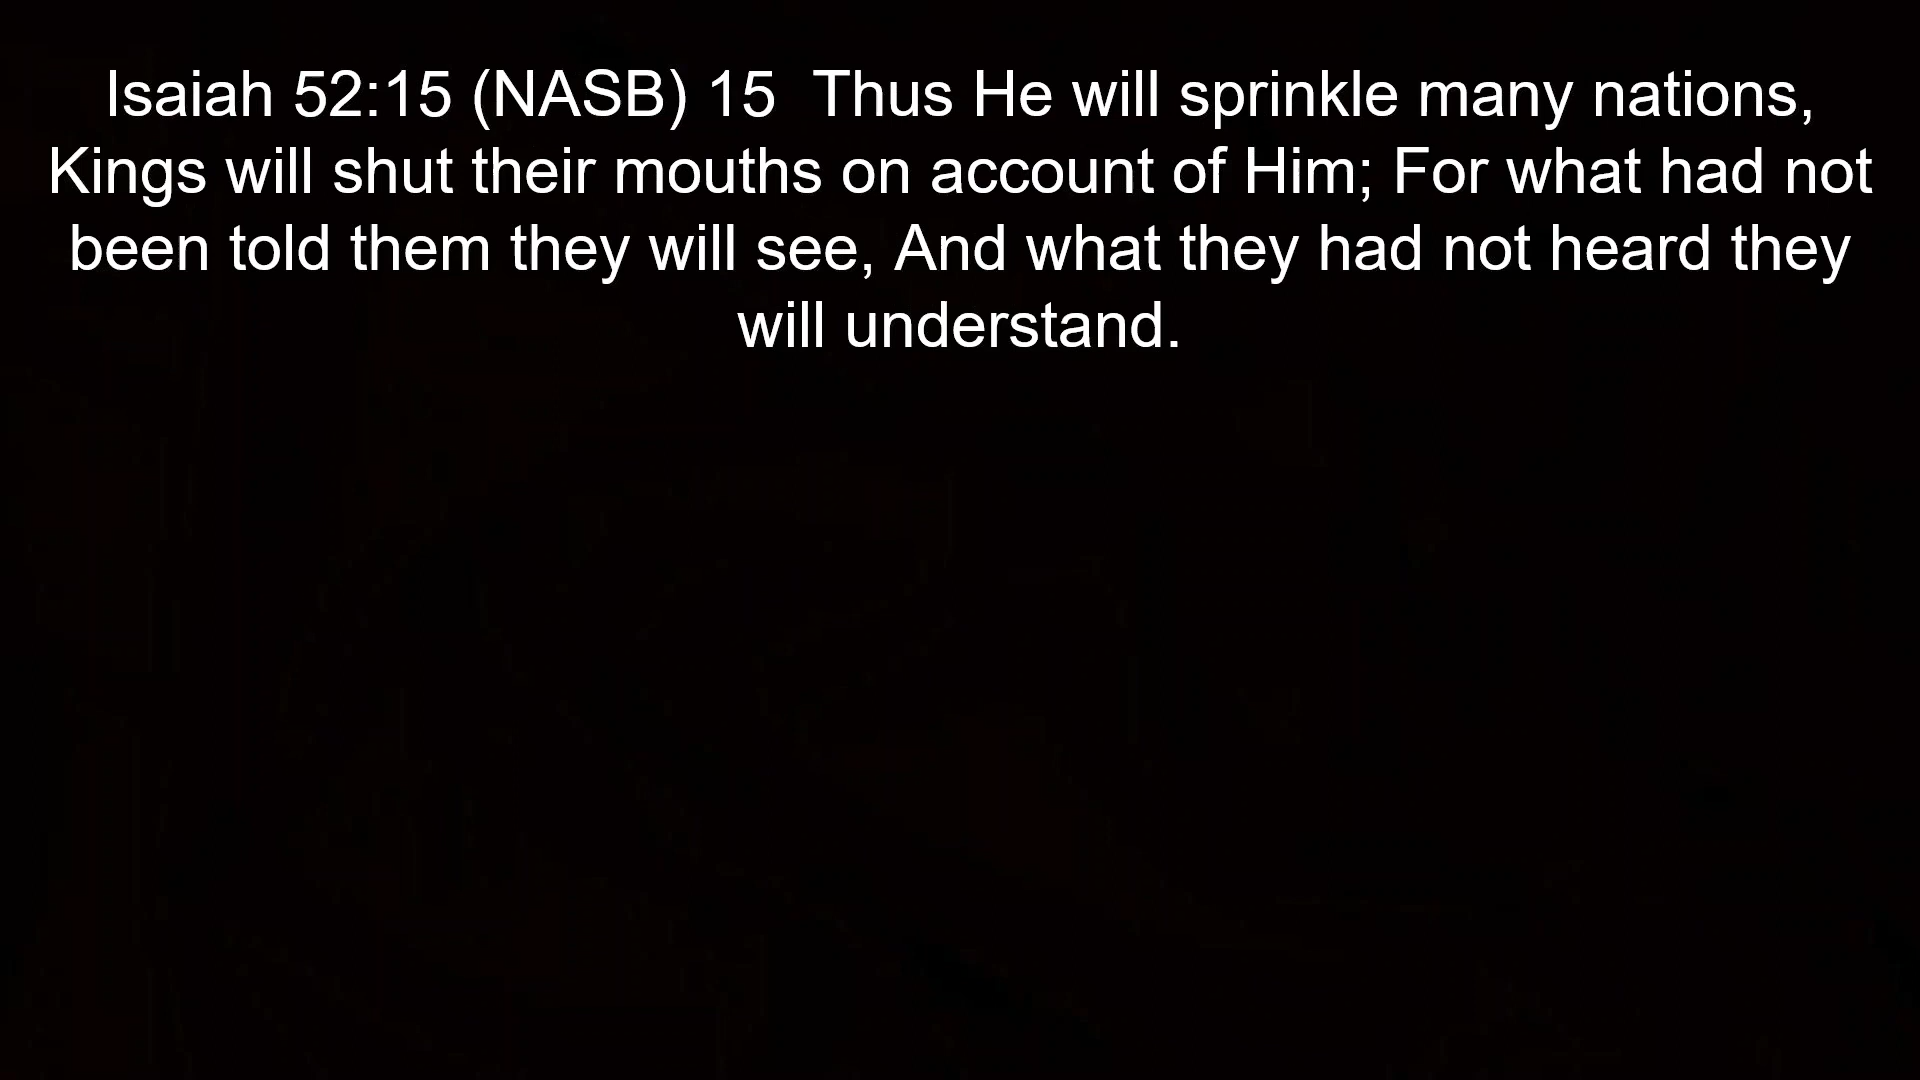 Isaiah 52:15 (NASB) 15  Thus He will sprinkle many nations,
Kings will shut their mouths on account of Him; For what had not
been told them they will see, And what they had not heard they
will understand.